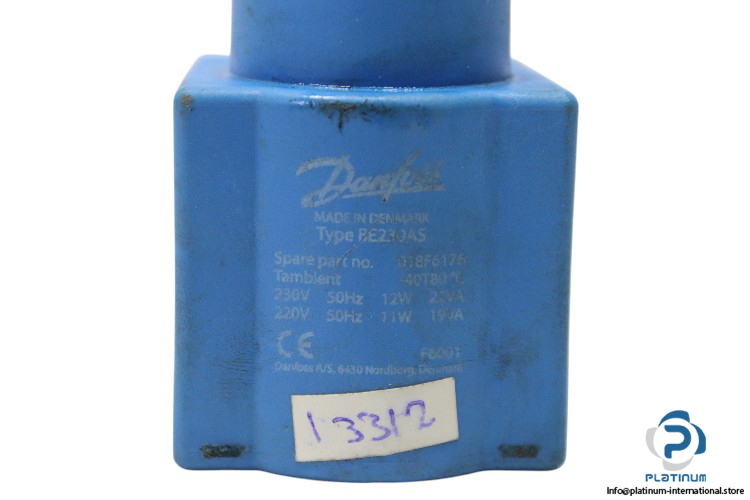 Danfoss
MADE IN DENMARK
Type BE230AS
Spare part no. 018F6176
Tambient -40T80 °C
230V 50Hz 12W 22VA
220V 50Hz 11W 19VA
CE
F6001
Danfoss A/S, 6430 Nordborg, Denmark
13312
PLATINUM
Info@platinum-international.store